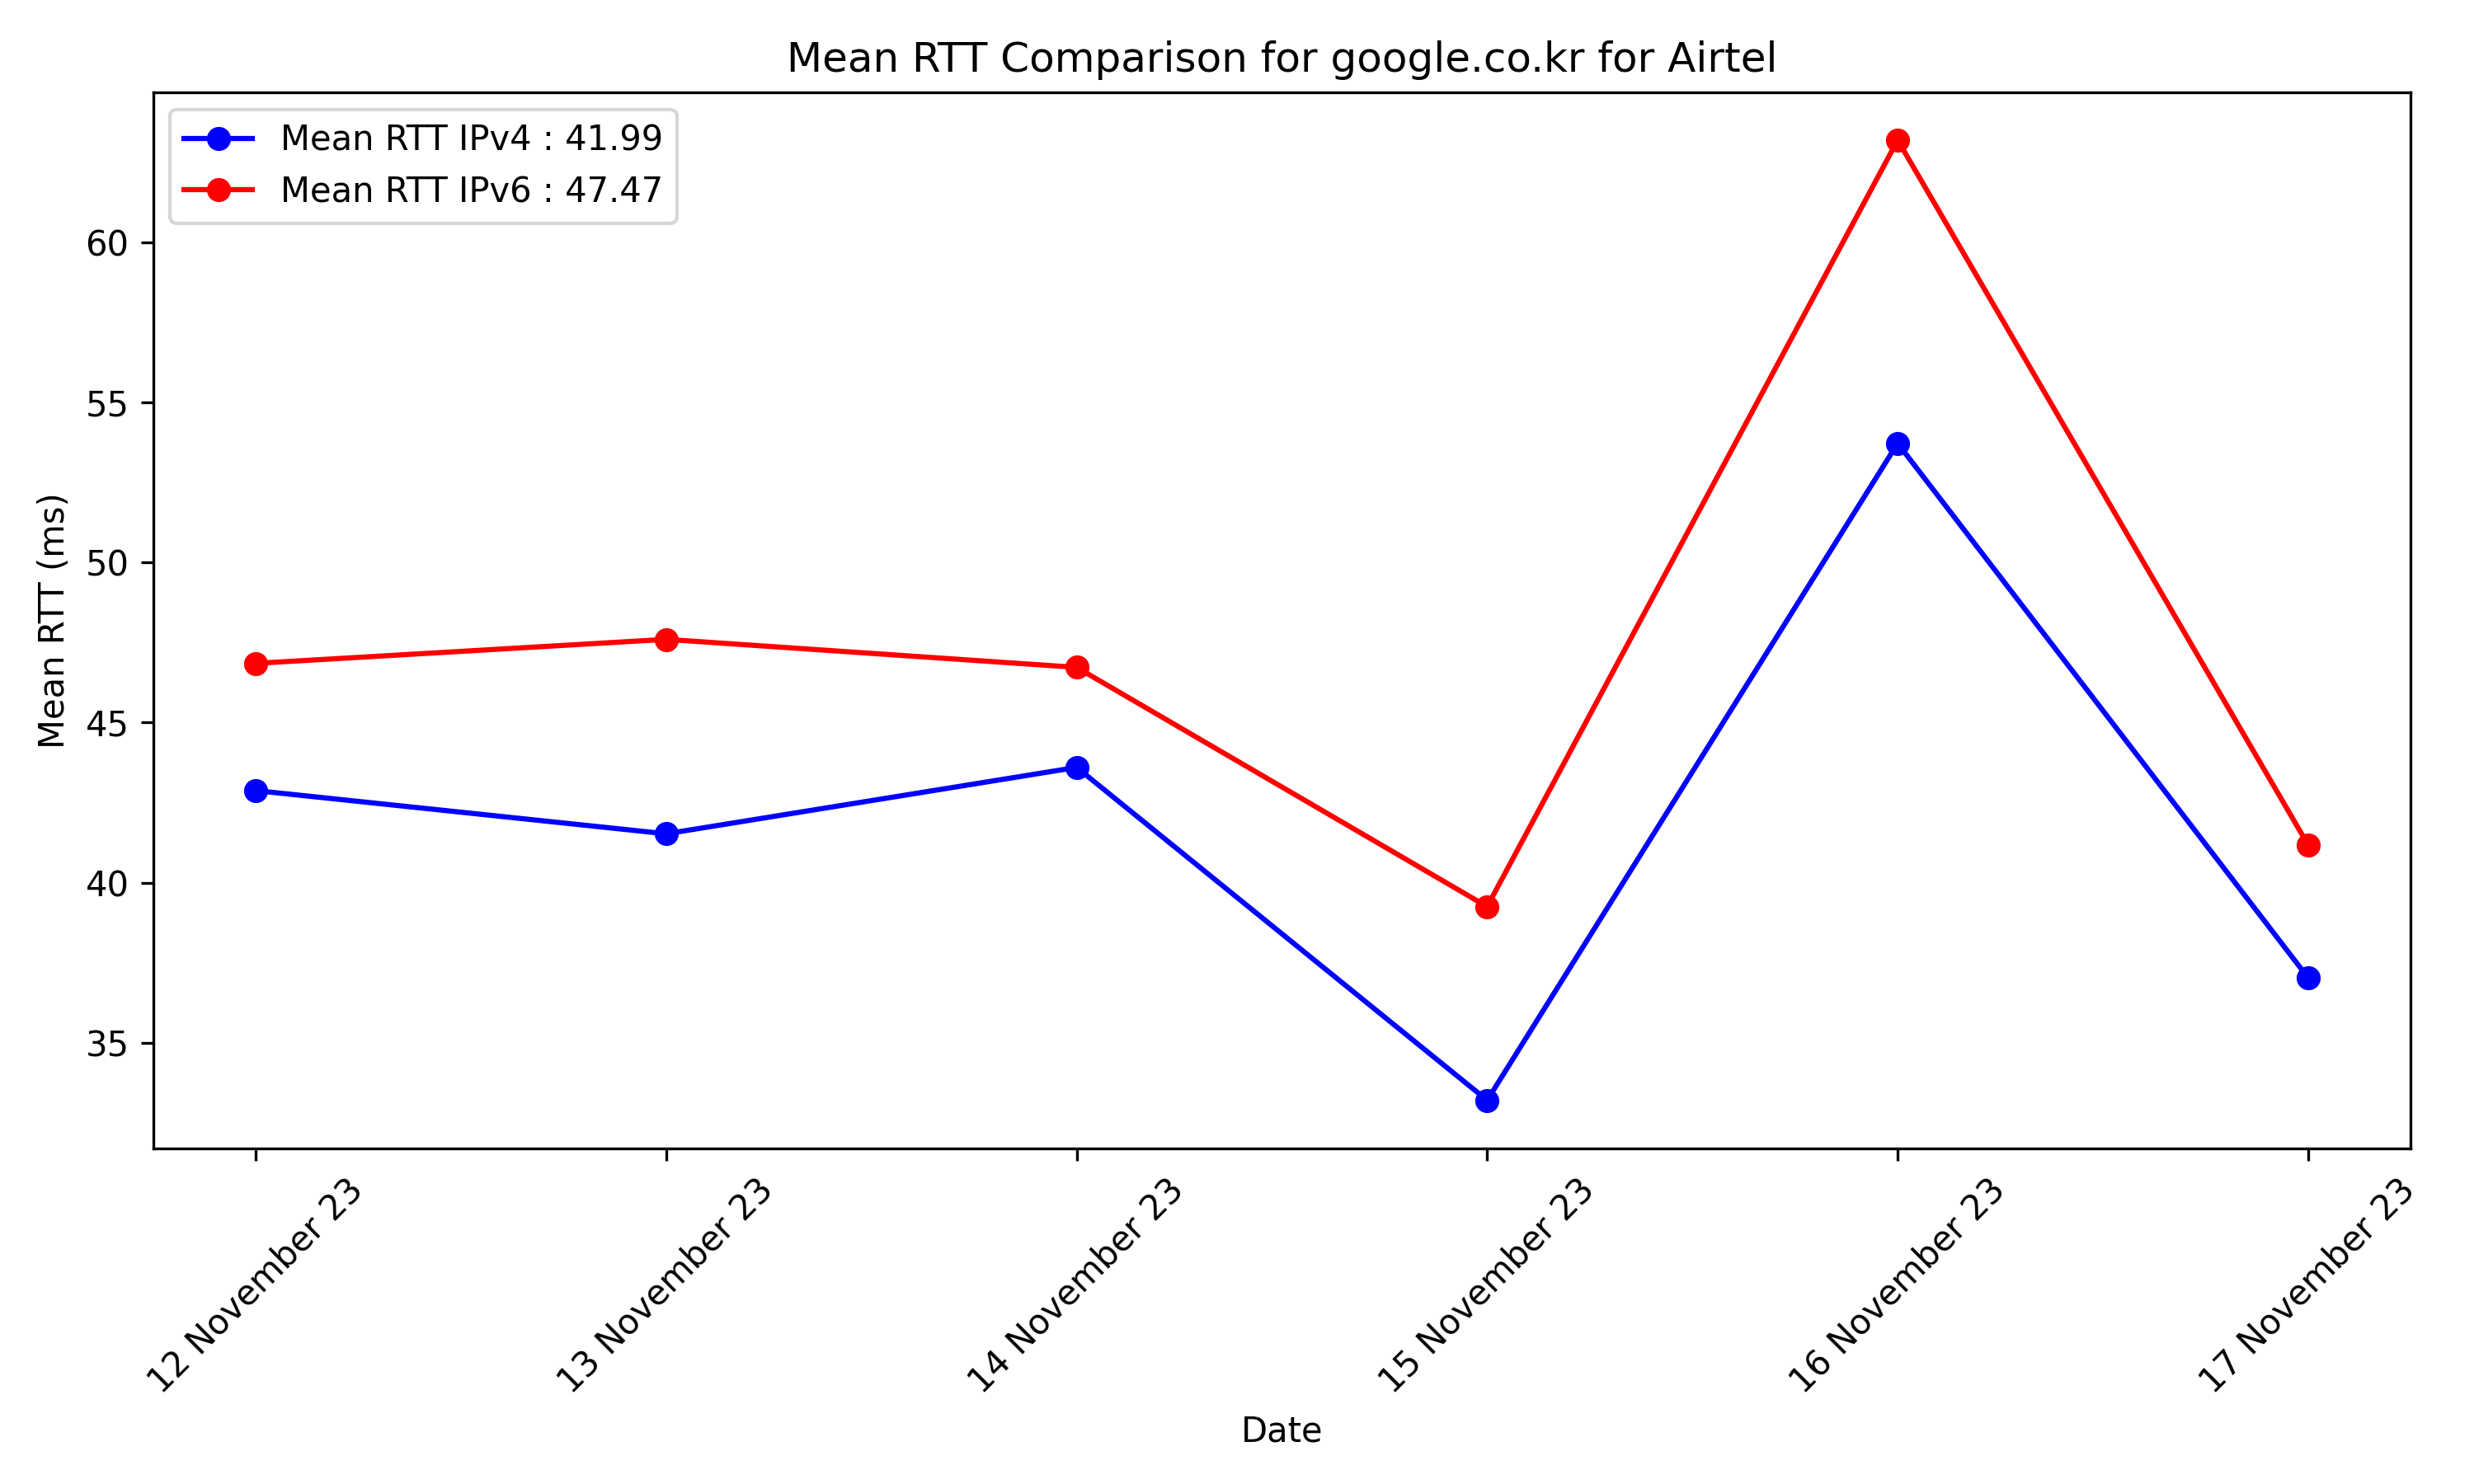 Mean RTT Comparison for google.co.kr for Airtel
Mean RTT IPv4 : 41.99
Mean RTT IPv6 : 47.47
Mean RTT (ms)
60
55
50
45
40
35
12 November 23
13 November 23
14 November 23
15 November 23
16 November 23
17 November 23
Date